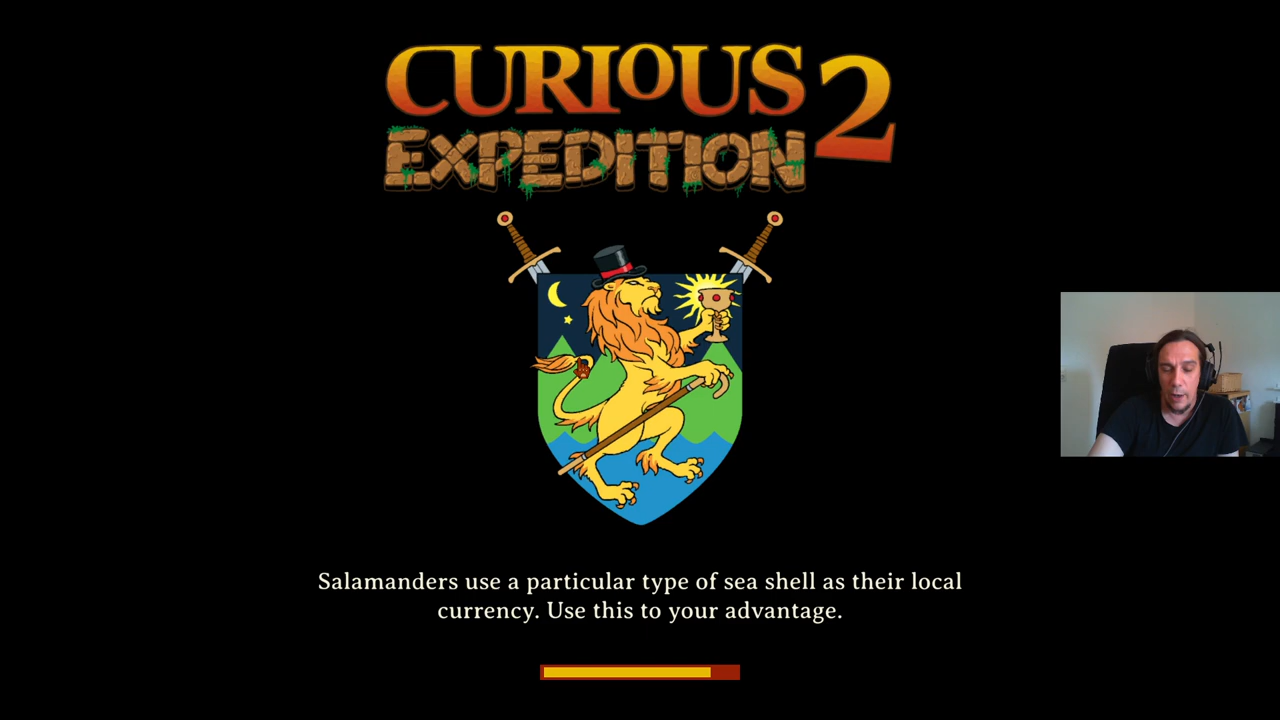 CURIOUS 2
EXPEDITION
Salamanders use a particular type of sea shell as their local
currency. Use this to your advantage.